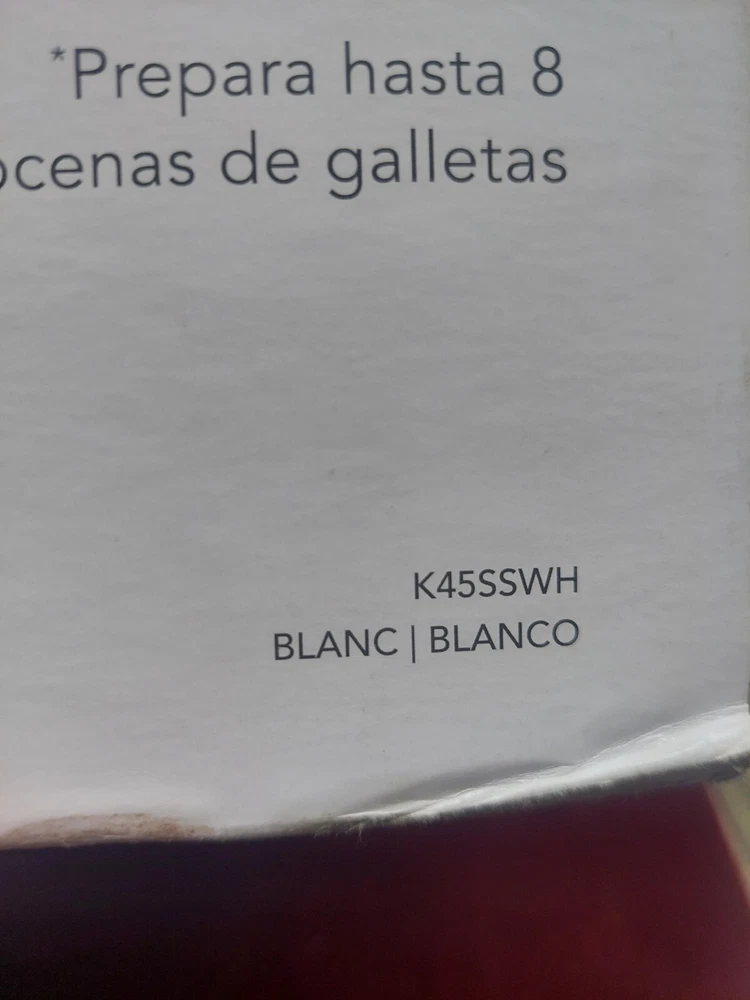 *Prepara hasta 8
ocenas de galletas
K45SSWH
BLANC | BLANCO